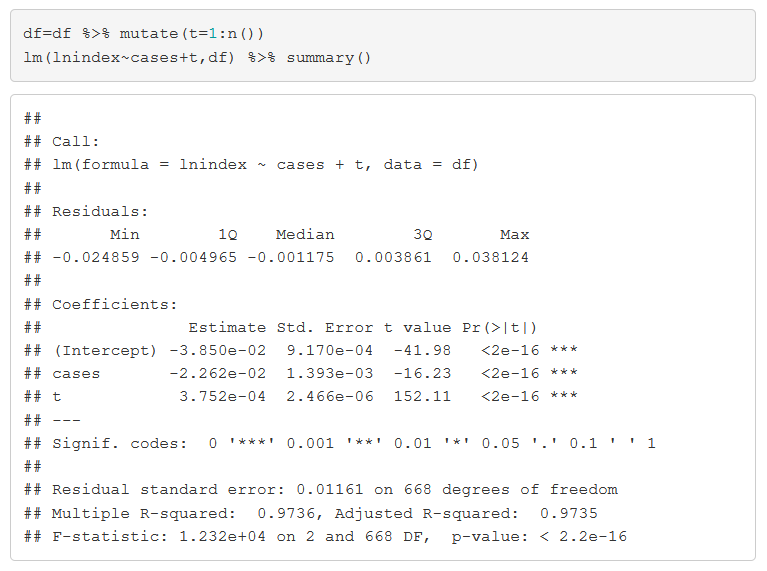 df=df %>% mutate(t=1:n())
lm(lnindex~cases+t,df) %>% summary()
##
## Call:
## lm(formula = lnindex ~ cases + t, data = df)
##
## Residuals:
##       Min        1Q    Median        3Q       Max
## -0.024859 -0.004965 -0.001175  0.003861  0.038124
##
## Coefficients:
##               Estimate Std. Error t value Pr(>|t|)
## (Intercept) -3.850e-02  9.170e-04  -41.98   <2e-16 ***
## cases       -2.262e-02  1.393e-03  -16.23   <2e-16 ***
## t            3.752e-04  2.466e-06  152.11   <2e-16 ***
## ---
## Signif. codes:  0 '***' 0.001 '**' 0.01 '*' 0.05 '.' 0.1 ' ' 1
##
## Residual standard error: 0.01161 on 668 degrees of freedom
## Multiple R-squared:  0.9736, Adjusted R-squared:  0.9735
## F-statistic: 1.232e+04 on 2 and 668 DF,  p-value: < 2.2e-16